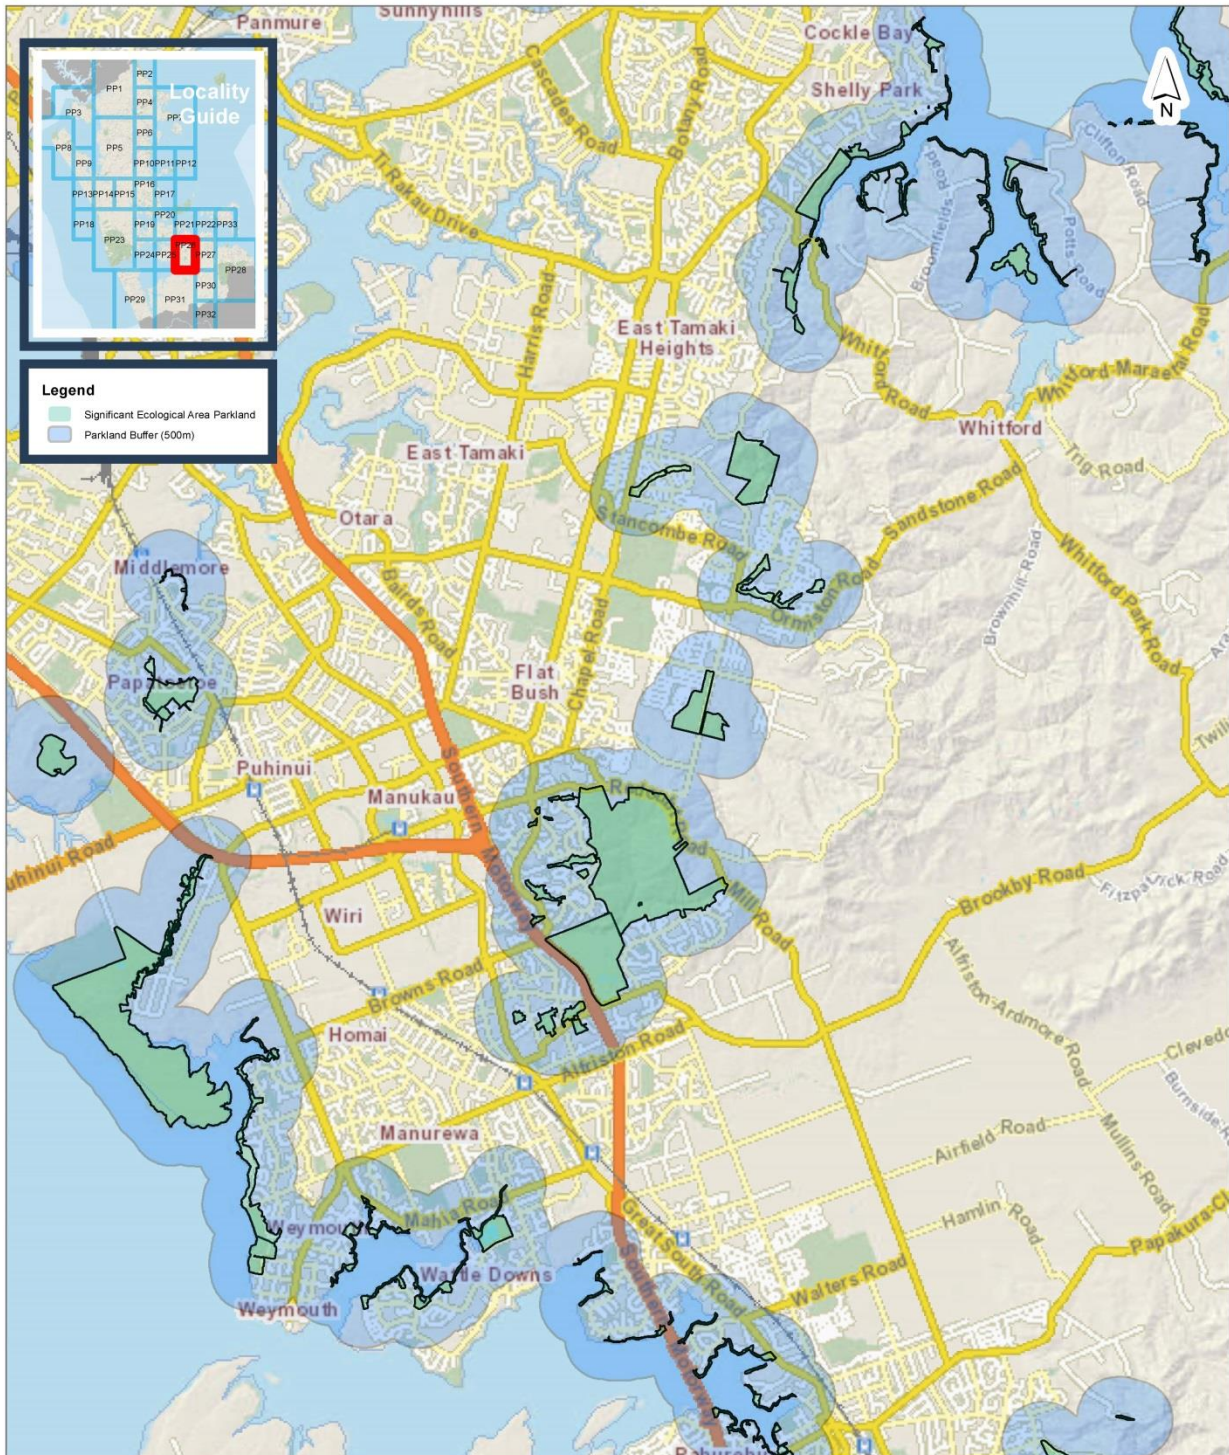 Panmure
Sunnyhills
Cockle Bay
Shelly Park
Cascades Road
Botany Road
Ti Rakau Drive
N
Locality
Guide
PP1
PP2
PP3
PP4
PP5
PP6
PP8
PP9
PP10
PP11
PP12
PP13
PP14
PP15
PP16
PP17
PP18
PP19
PP20
PP21
PP22
PP33
PP23
PP24
PP27
PP28
PP29
PP30
PP31
PP32
Legend
Significant Ecological Area Parkland
Parkland Buffer (500m)
Clifton Road
Potts Road
Broomfields Road
Harris Road
East Tamaki
Heights
Whitford Road
Whitford-Maraetai Road
Whitford
Trig Road
East Tamaki
Otara
Stancombe Road
Sandstone Road
Middlemore
Bairds Road
Ormiston Road
Brownhill Road
Whitford Park Road
Chapel Road
Flat
Bush
Papatoetoe
Puhinui
Manukau
Southern Motorway
Redoubt Road
Mill Road
uhinui Road
Wiri
Browns Road
Homai
Brookby Road
Fitzpatrick Road
Twil
Alfriston Road
Alfriston-Ardmore Road
Clevedo
Burnside R
Manurewa
Airfield Road
Mullins Road
Hamlin Road
Papakura-C
Weymouth
Mahia Road
Wattle Downs
Great South Road
Walters Road
Weymouth
Southern Motorway